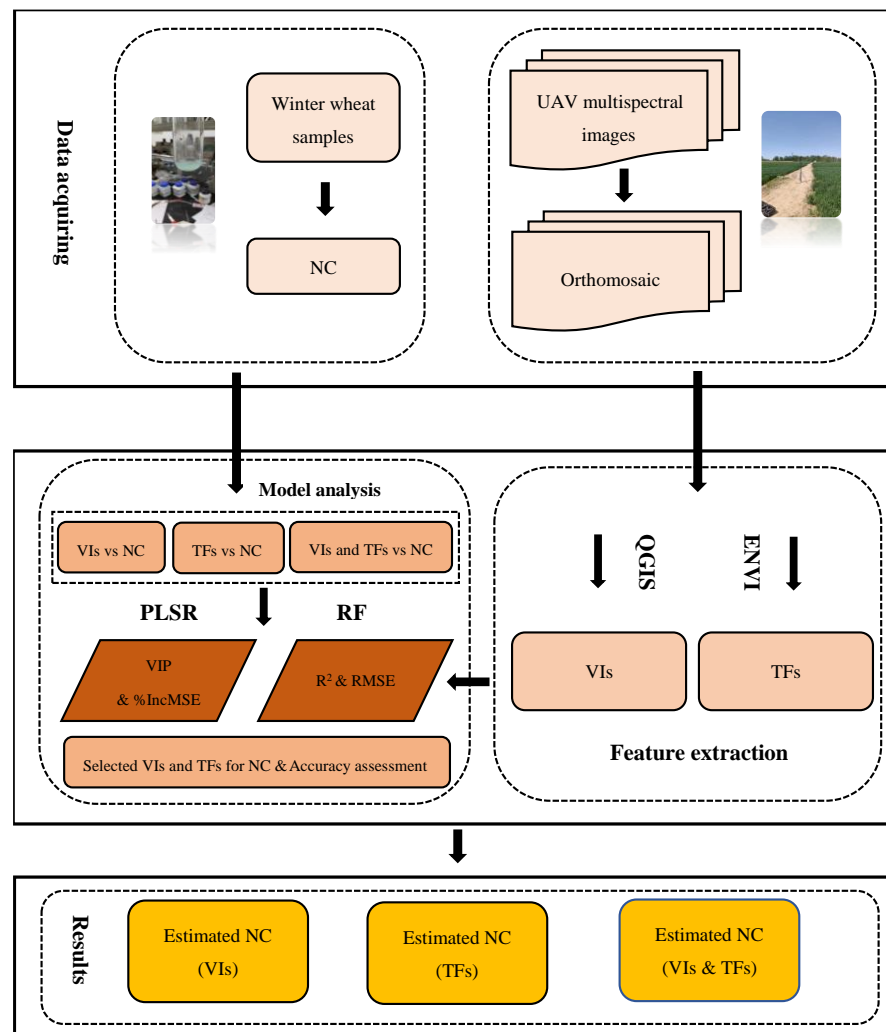 Data acquiring
Winter wheat
samples
NC
UAV multispectral
images
Orthomosaic
Model analysis
VIs vs NC
TFs vs NC
VIs and TFs vs NC
PLSR
RF
VIP
& %IncMSE
R² & RMSE
Selected VIs and TFs for NC & Accuracy assessment
QGIS
ENVI
VIs
TFs
Feature extraction
Results
Estimated NC
(VIs)
Estimated NC
(TFs)
Estimated NC
(VIs & TFs)